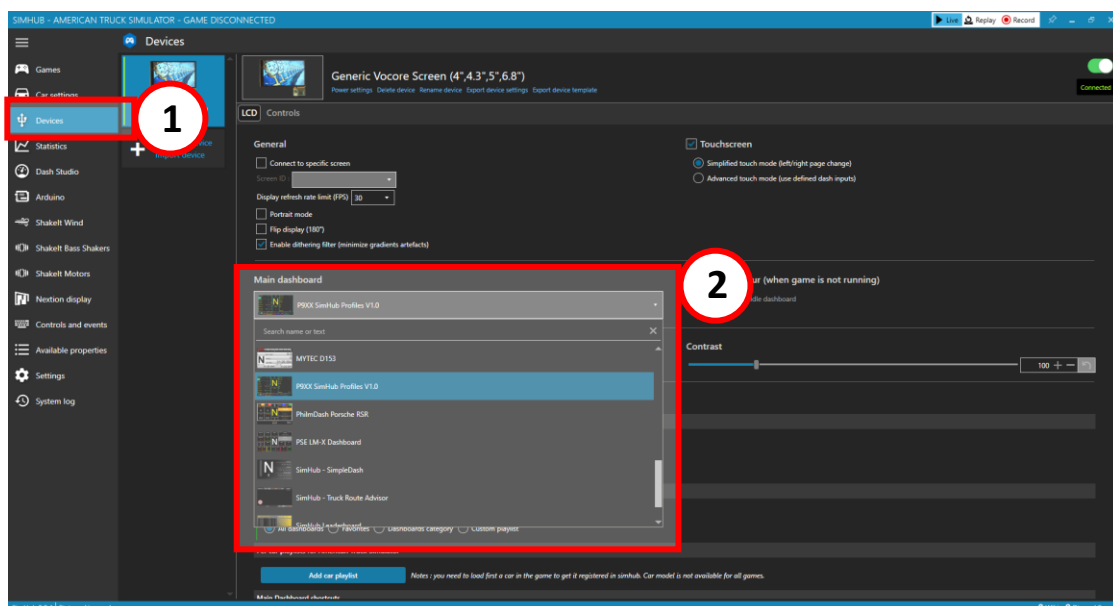 SIMHUB - AMERICAN TRUCK SIMULATOR - GAME DISCONNECTED
Live Replay Record
Devices
Games
Car settings
Devices
Statistics
Dash Studio
Arduino
ShakeIt Wind
ShakeIt Bass Shakers
ShakeIt Motors
Nextion display
Controls and events
Available properties
Settings
System log
1
Import device
Generic Vocore Screen (4",4.3",5",6.8")
Power settings Delete device Rename device Export device settings Export device template
Connected
LCD Controls
General
Connect to specific screen
Screen ID :
Display refresh rate limit (FPS) 30
Portrait mode
Flip display (180°)
Enable dithering filter (minimize gradients artefacts)
Touchscreen
Simplified touch mode (left/right page change)
Advanced touch mode (use defined dash inputs)
Main dashboard
P9XX SimHub Profiles V1.0
Search name or text
MYTEC D153
P9XX SimHub Profiles V1.0
PhilmDash Porsche RSR
PSE LM-X Dashboard
SimHub - SimpleDash
SimHub - Truck Route Advisor
SimHub Leaderboard
All dashboards Favorites Dashboards category Custom playlist
2
(when game is not running)
dashboard
Contrast
100
Add car playlist
Notes : you need to load first a car in the game to get it registered in simhub. Car model is not available for all games.
Main Dashboard shortcuts